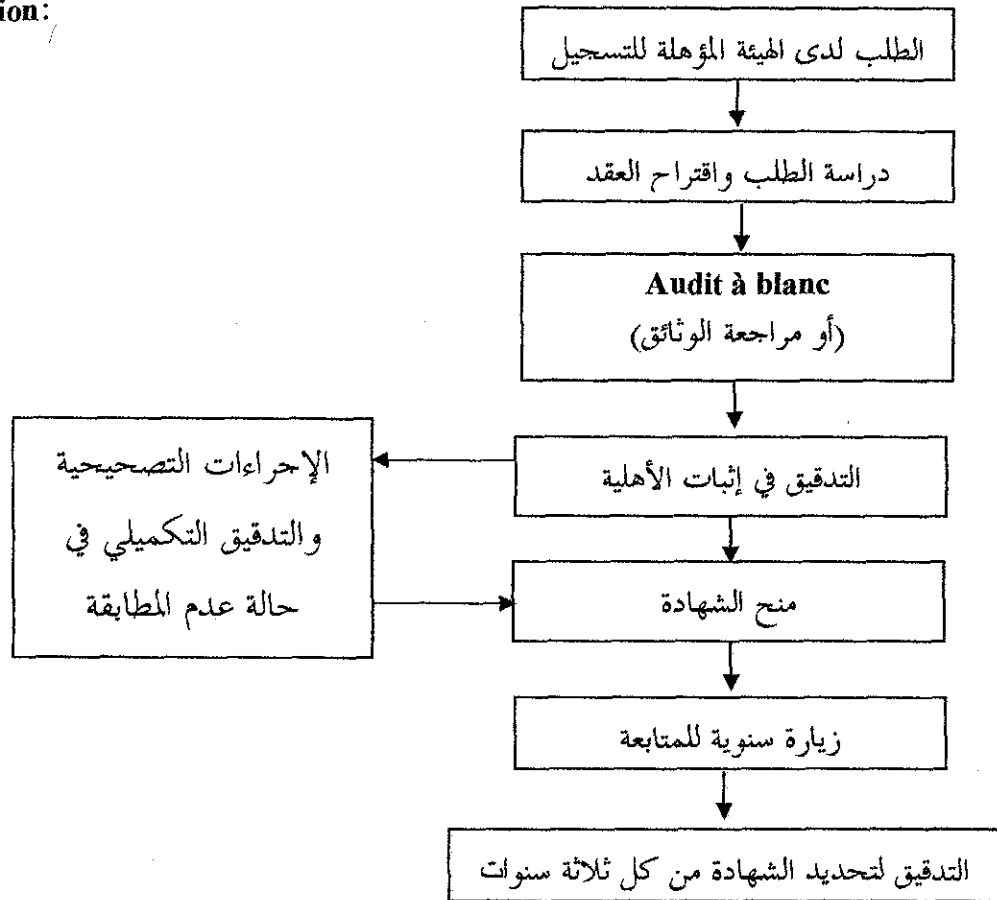 ion:
الطلب لدى الهيئة المؤهلة للتسجيل
دراسة الطلب واقتراح العقد
Audit à blanc
(أو مراجعة الوثائق)
التدقيق في إثبات الأهلية
الإجراءات التصحيحية
والتدقيق التكميلي في
حالة عدم المطابقة
منح الشهادة
زيارة سنوية للمتابعة
التدقيق لتحديد الشهادة من كل ثلاثة سنوات